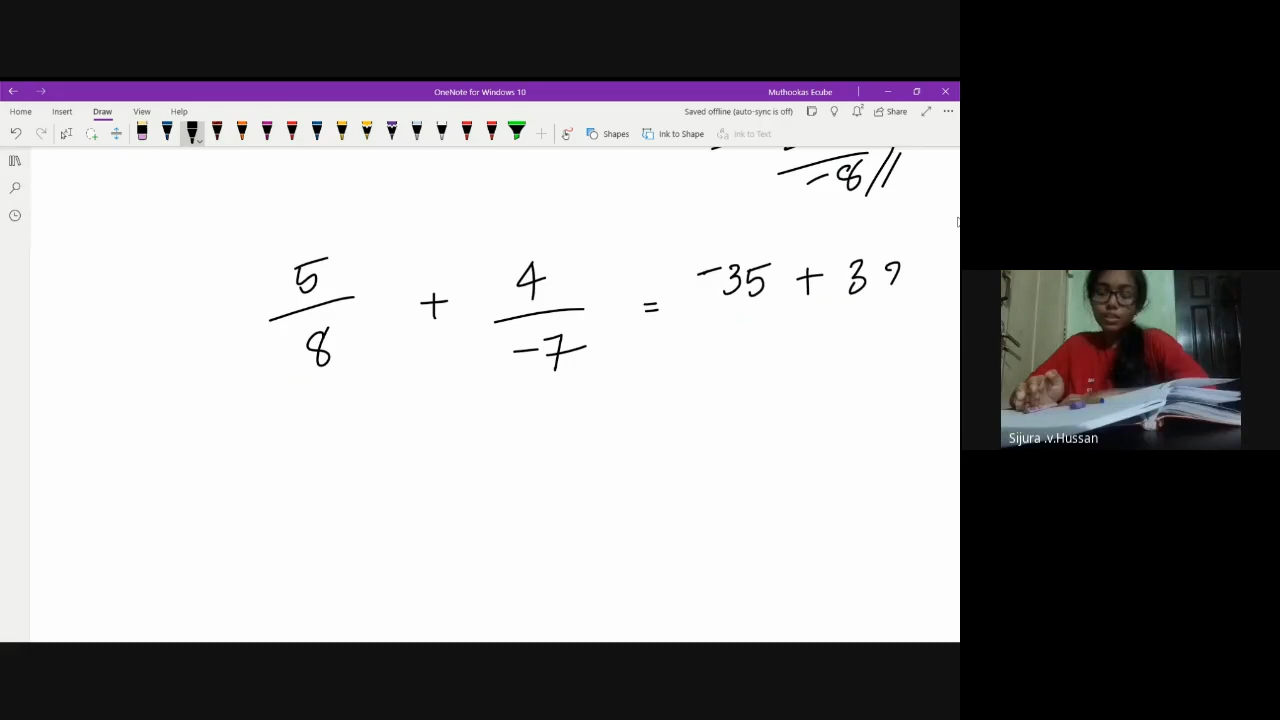 OneNote for Windows 10
Muthookas Ecube
Home Insert Draw View Help
Saved offline (auto-sync is off)
Share
Shapes
Ink to Shape
Ink to Text
= 8 //
5/8 + 4/-7 = -35 + 3
Sijura .v.Hussan